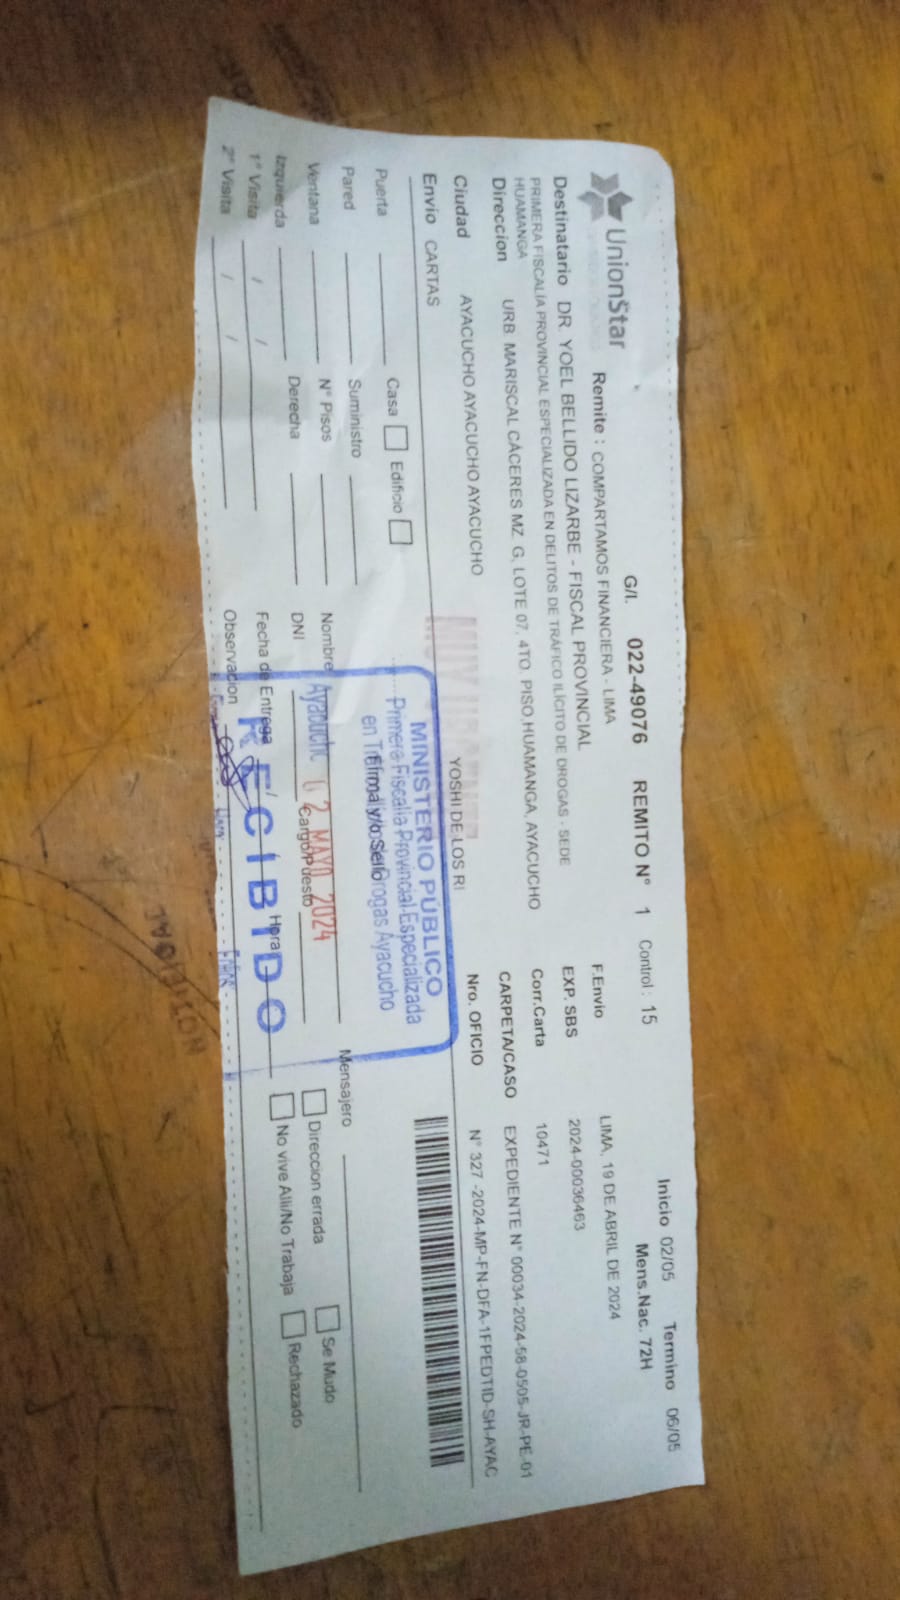 UnionStar
G/I. 022-49076 REMITO N° 1 Control : 15
Inicio 02/05 Termino 06/05
Mens.Nac. 72H
Remite : COMPARTAMOS FINANCIERA - LIMA
F.Envio LIMA, 19 DE ABRIL DE 2024
Destinatario DR. YOEL BELLIDO LIZARBE - FISCAL PROVINCIAL
EXP. SBS 2024-00036463
PRIMERA FISCALIA PROVINCIAL ESPECIALIZADA EN DELITOS DE TRÁFICO ILÍCITO DE DROGAS - SEDE
HUAMANGA
Corr.Carta 10471
Direccion URB. MARISCAL CÁCERES MZ. G, LOTE 07, 4TO. PISO,HUAMANGA, AYACUCHO
CARPETA/CASO EXPEDIENTE N° 00034-2024-58-0505-JR-PE-01
Ciudad AYACUCHO AYACUCHO AYACUCHO
YOSHI DE LOS RI
Nro. OFICIO N° 327 -2024-MP-FN-DFA-1FPEDTID-SH-AYAC
Envio CARTAS
MUY URGENTE
Puerta
Casa
Edificio
Pared
Suministro
Ventana
N° Pisos
Izquierda
Derecha
1° Visita / /
2° Visita / /
MINISTERIO PÚBLICO
Primera Fiscalía Provincial Especializada
en Drogas Ayacucho
Firma y/o Sello
Nombre
Ayacucho 02 MAYO 2024
DNI
Cargo/Puesto
Fecha de Entrega / /
Hora
RECIBIDO
Observacion
Mensajero
Direccion errada
Se Mudo
No vive Alli/No Trabaja
Rechazado